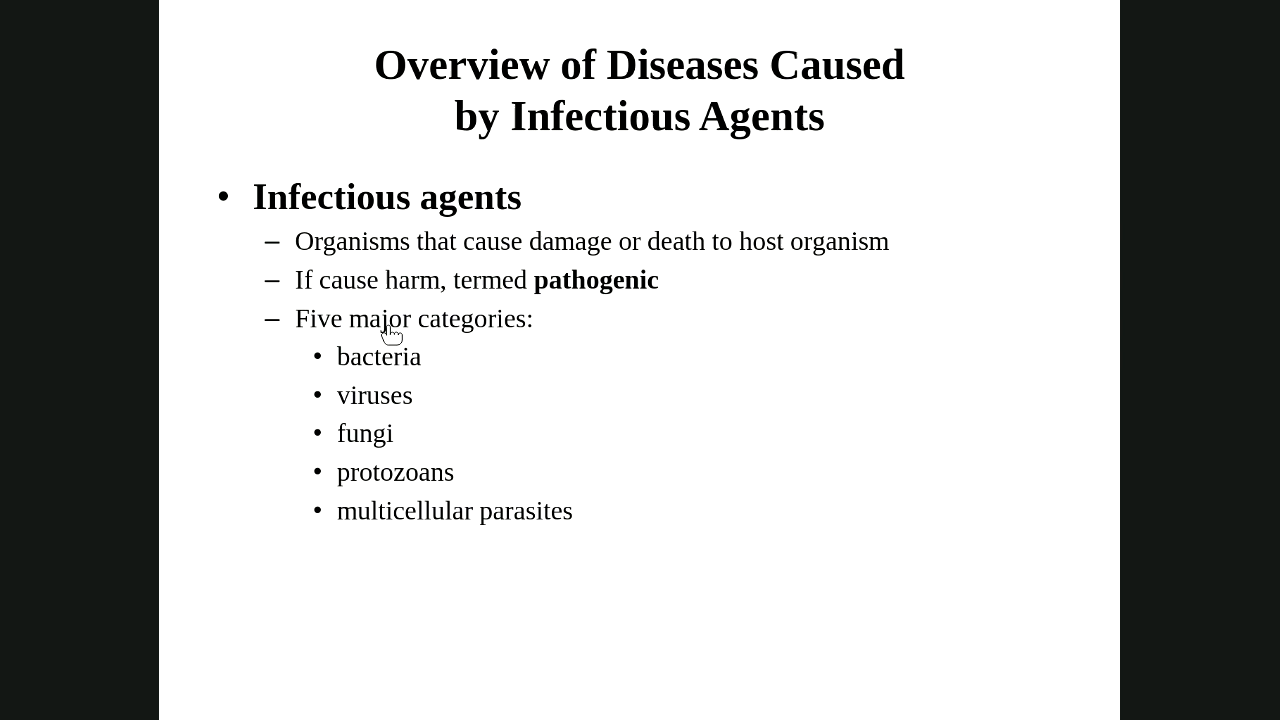 Overview of Diseases Caused
by Infectious Agents
• Infectious agents
– Organisms that cause damage or death to host organism
– If cause harm, termed pathogenic
– Five major categories:
• bacteria
• viruses
• fungi
• protozoans
• multicellular parasites